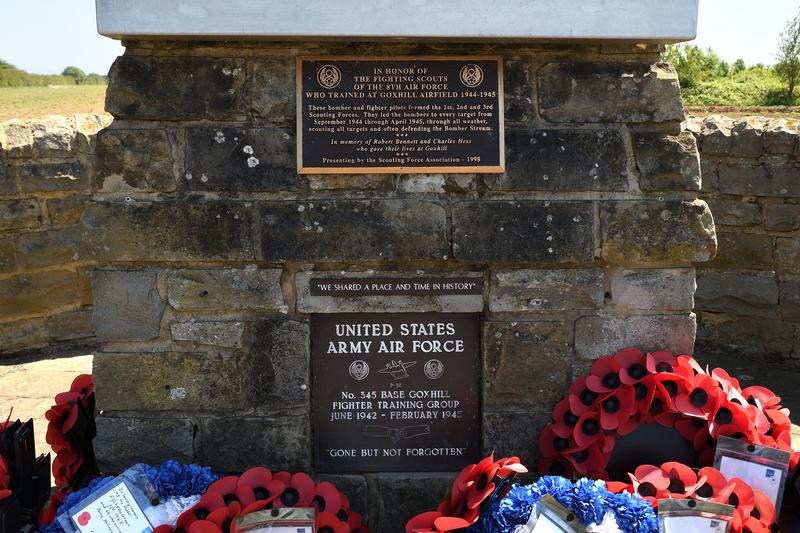 IN HONOR OF
THE FIGHTING SCOUTS
OF THE 8TH AIR FORCE
WHO TRAINED AT GOXHILL AIRFIELD 1944-1945
These bomber and fighter pilots formed the 1st, 2nd and 3rd
Scouting Forces. They led the bombers to every target from
September 1944 through April 1945, through all weather,
scouting all targets and often defending the Bomber Stream.
***
In memory of Robert Bennett and Charles Hess
who gave their lives at Goxhill
***
Presenting by the Scouting Force Association - 1998
"WE SHARED A PLACE AND TIME IN HISTORY"
UNITED STATES
ARMY AIR FORCE
P-38
No. 345 BASE GOXHILL
FIGHTER TRAINING GROUP
JUNE 1942 - FEBRUARY 1945
"GONE BUT NOT FORGOTTEN"